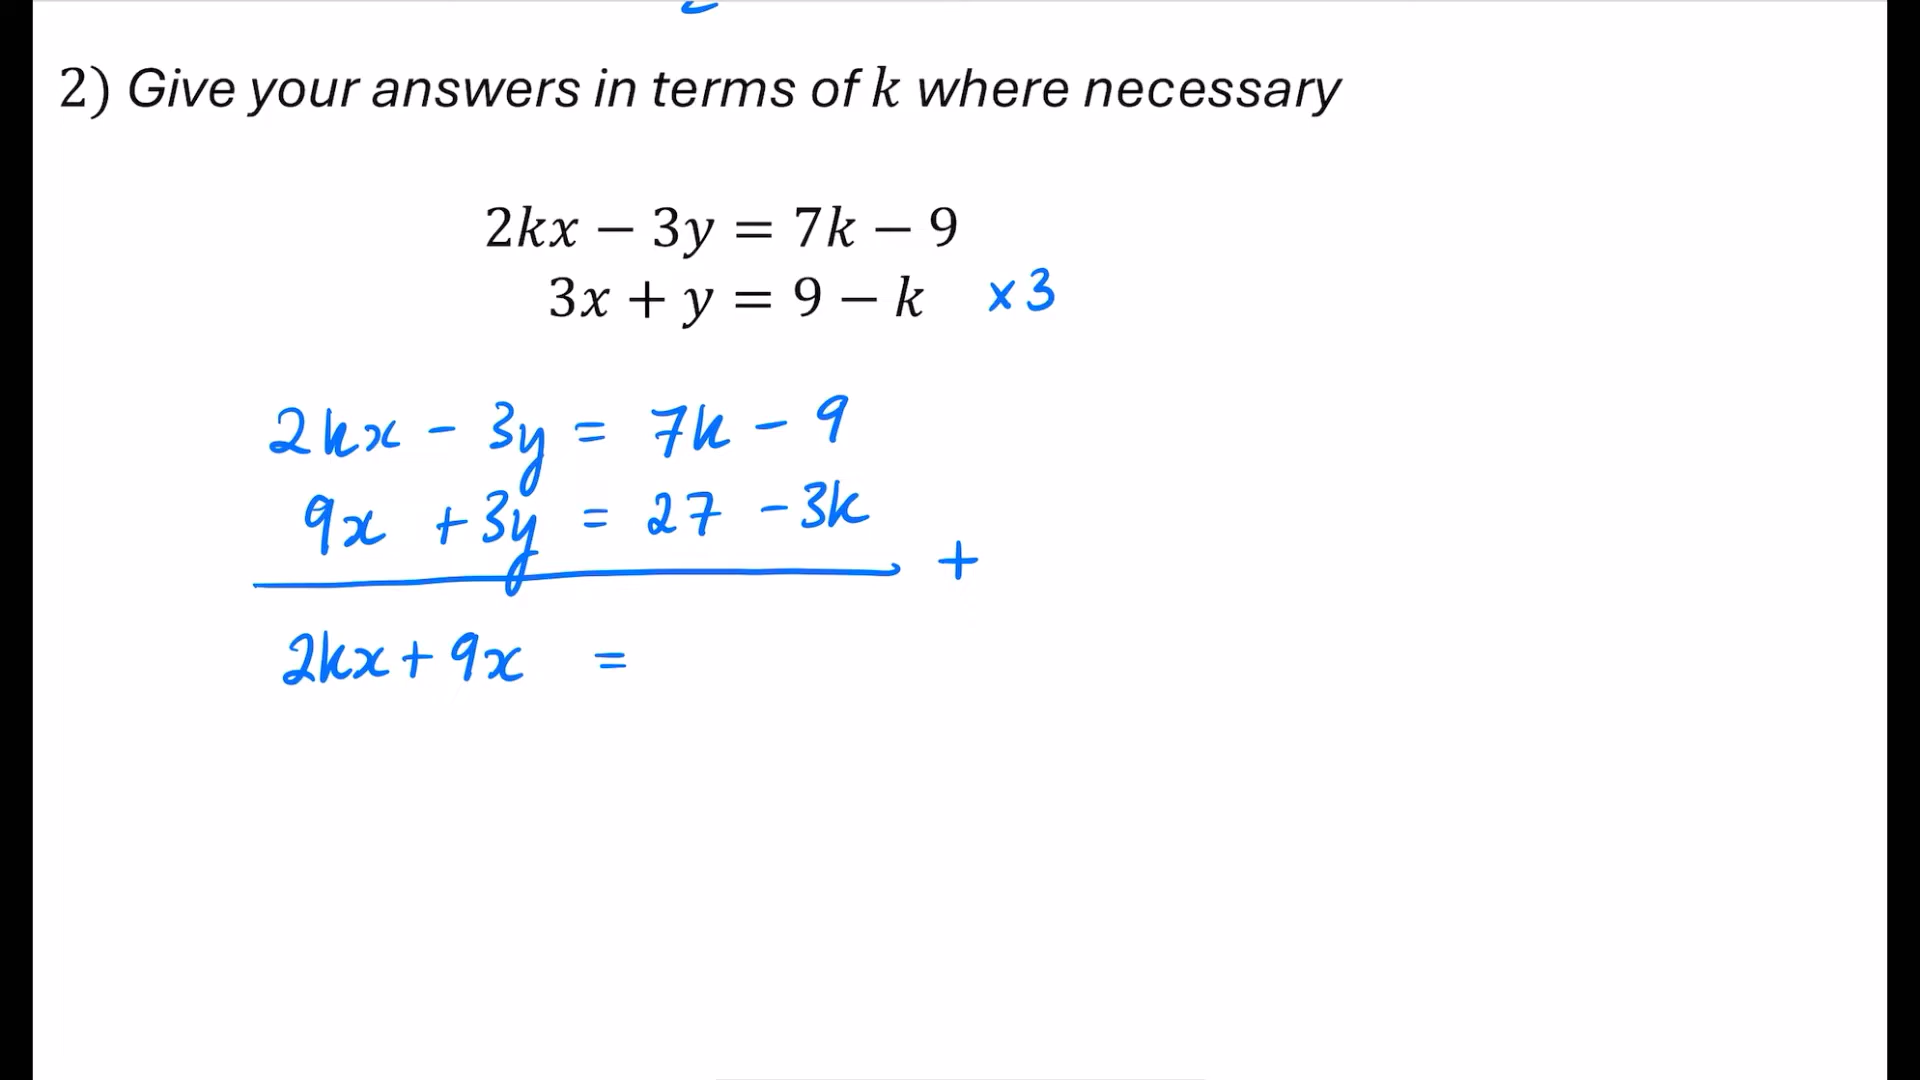 2) Give your answers in terms of k where necessary
2kx − 3y = 7k − 9
3x + y = 9 − k ×3
2kx - 3y = 7k - 9
9x +3y = 27 -3k
+
2kx + 9x =